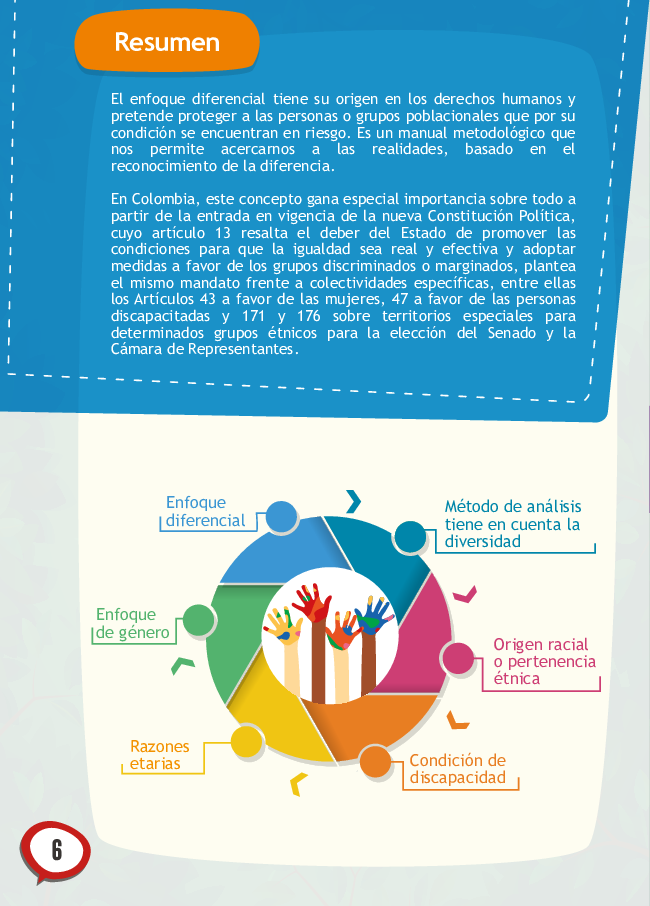 Resumen
El enfoque diferencial tiene su origen en los derechos humanos y
pretende proteger a las personas o grupos poblacionales que por su
condición se encuentran en riesgo. Es un manual metodológico que
nos permite acercarnos a las realidades, basado en el
reconocimiento de la diferencia.
En Colombia, este concepto gana especial importancia sobre todo a
partir de la entrada en vigencia de la nueva Constitución Política,
cuyo artículo 13 resalta el deber del Estado de promover las
condiciones para que la igualdad sea real y efectiva y adoptar
medidas a favor de los grupos discriminados o marginados, plantea
el mismo mandato frente a colectividades específicas, entre ellas
los Artículos 43 a favor de las mujeres, 47 a favor de las personas
discapacitadas y 171 y 176 sobre territorios especiales para
determinados grupos étnicos para la elección del Senado y la
Cámara de Representantes.
Enfoque
diferencial
Método de análisis
tiene en cuenta la
diversidad
Origen racial
o pertenencia
étnica
Condición de
discapacidad
Razones
etarias
Enfoque
de género
6